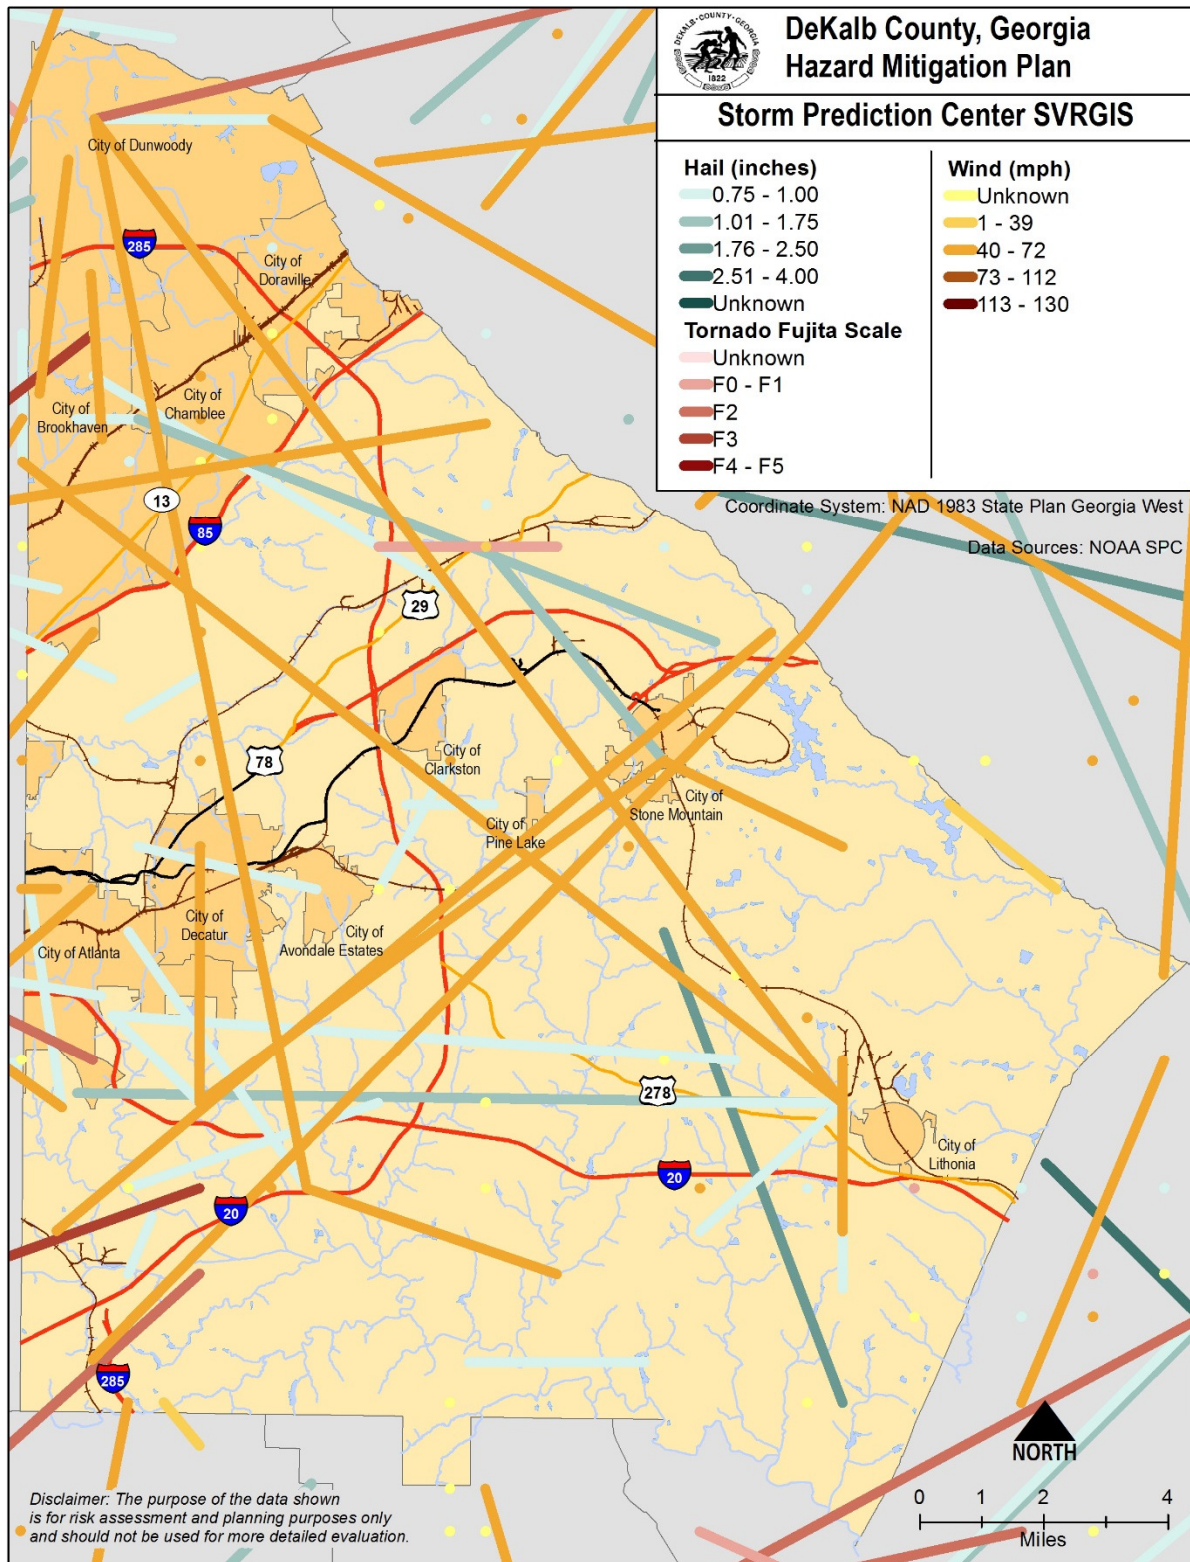 DEKALB·COUNTY·GEORGIA
1822
DeKalb County, Georgia
Hazard Mitigation Plan
Storm Prediction Center SVRGIS
Hail (inches)
0.75 - 1.00
1.01 - 1.75
1.76 - 2.50
2.51 - 4.00
Unknown
Tornado Fujita Scale
Unknown
F0 - F1
F2
F3
F4 - F5
Wind (mph)
Unknown
1 - 39
40 - 72
73 - 112
113 - 130
Coordinate System: NAD 1983 State Plan Georgia West
Data Sources: NOAA SPC
City of Dunwoody
285
City of
Doraville
City of
Chamblee
City of
Brookhaven
13
85
29
78
City of
Clarkston
City of
Stone Mountain
City of
Pine Lake
City of
Decatur
City of
Avondale Estates
City of Atlanta
278
City of
Lithonia
20
20
285
NORTH
0 1 2 4
Miles
Disclaimer: The purpose of the data shown
is for risk assessment and planning purposes only
and should not be used for more detailed evaluation.